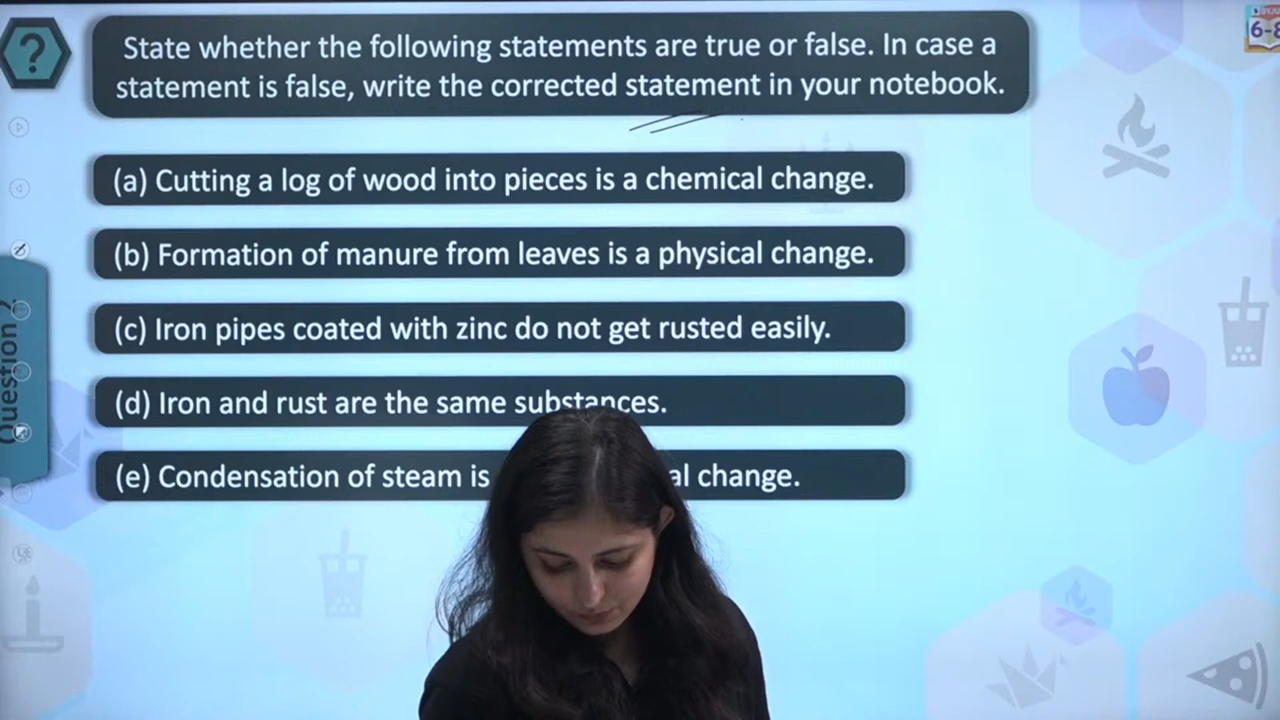 State whether the following statements are true or false. In case a
statement is false, write the corrected statement in your notebook.
(a) Cutting a log of wood into pieces is a chemical change.
(b) Formation of manure from leaves is a physical change.
(c) Iron pipes coated with zinc do not get rusted easily.
(d) Iron and rust are the same substances.
(e) Condensation of steam is al change.
Question
6-8